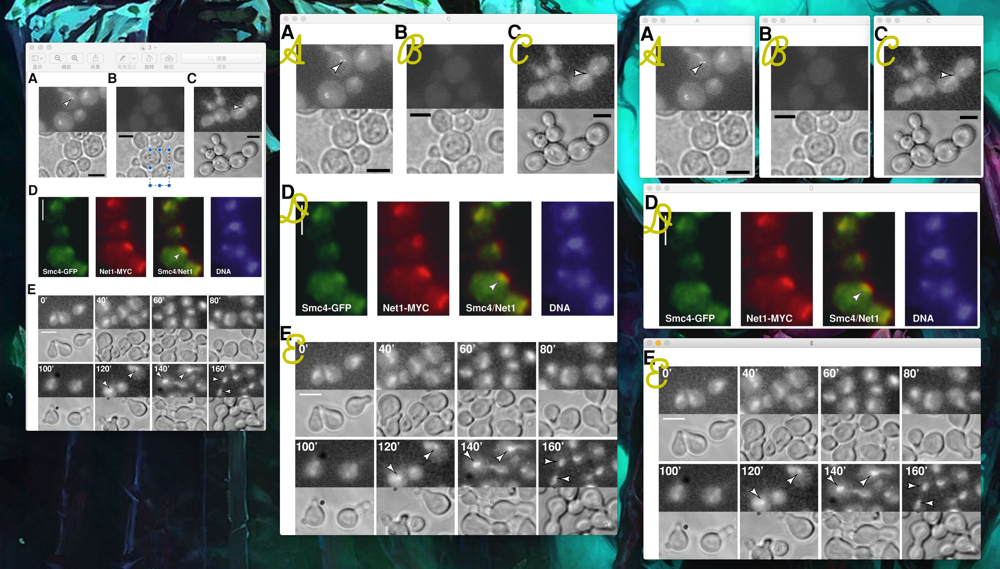 3
显示 缩放 共享 高亮显示 旋转 标记 搜索
搜索
A B C
D
Smc4-GFP Net1-MYC Smc4/Net1 DNA
E
0’ 40’ 60’ 80’
100’ 120’ 140’ 160’
0
A B C
A B C
D
D
Smc4-GFP Net1-MYC Smc4/Net1 DNA
E
E
0’ 40’ 60’ 80’
100’ 120’ 140’ 160’
A B C
A B C
A B C
D
D
D
Smc4-GFP Net1-MYC Smc4/Net1 DNA
E
E
E
0’ 40’ 60’ 80’
100’ 120’ 140’ 160’